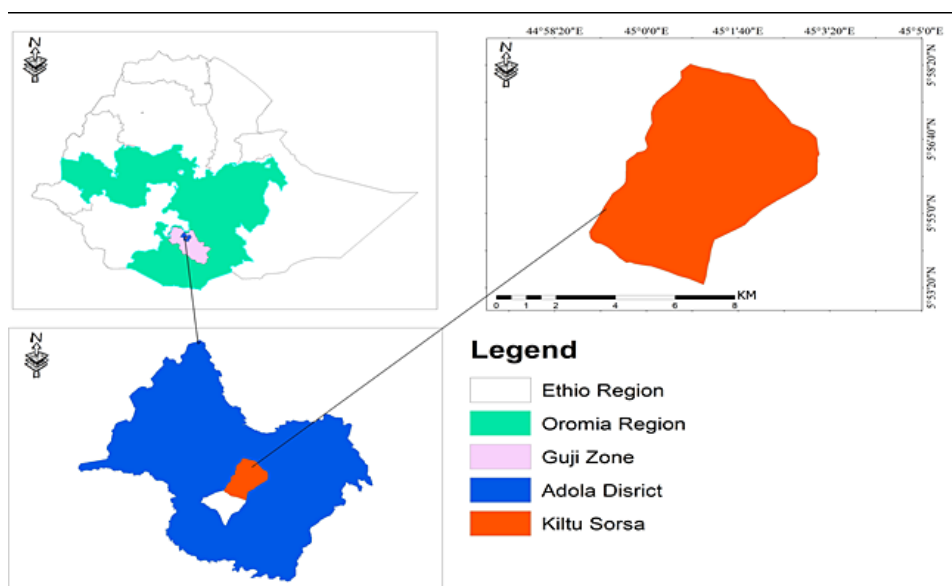 N
N
44°58'20"E 45°0'0"E 45°1'40"E 45°3'20"E 45°5'0"E
5°58'20"N
5°56'40"N
5°55'0"N
5°53'20"N
0 1 2 4 6 8 KM
N
Legend
Ethio Region
Oromia Region
Guji Zone
Adola Disrict
Kiltu Sorsa